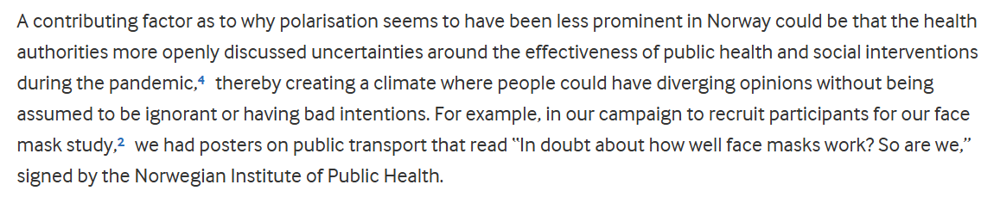 A contributing factor as to why polarisation seems to have been less prominent in Norway could be that the health
authorities more openly discussed uncertainties around the effectiveness of public health and social interventions
during the pandemic,4 thereby creating a climate where people could have diverging opinions without being
assumed to be ignorant or having bad intentions. For example, in our campaign to recruit participants for our face
mask study,2 we had posters on public transport that read “In doubt about how well face masks work? So are we,”
signed by the Norwegian Institute of Public Health.